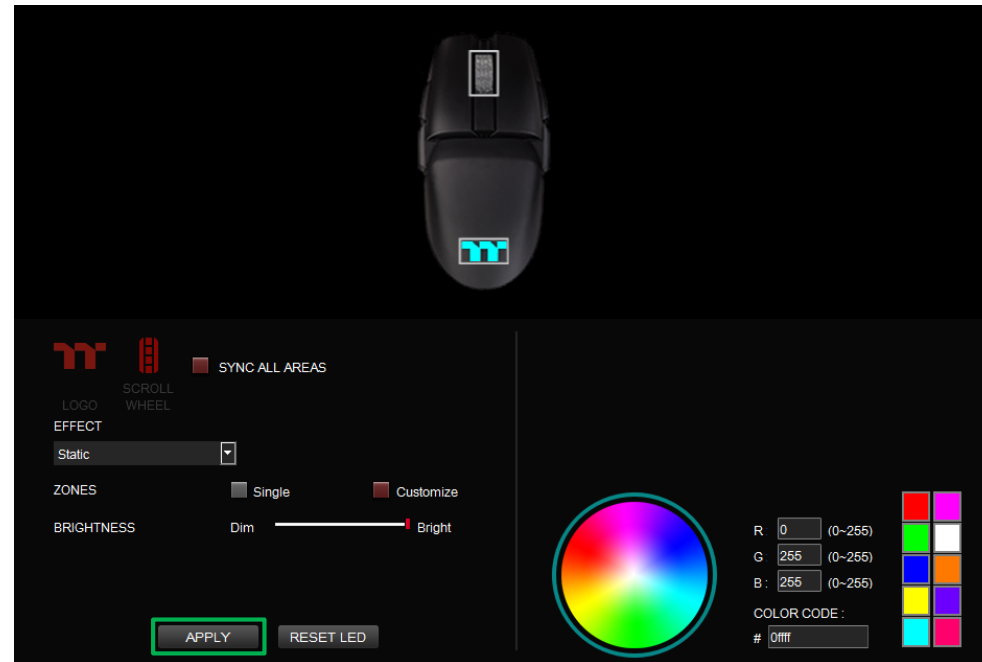 SYNC ALL AREAS
LOGO
SCROLL
WHEEL
EFFECT
Static
ZONES
Single
Customize
BRIGHTNESS
Dim
Bright
APPLY
RESET LED
R 0 (0~255)
G 255 (0~255)
B : 255 (0~255)
COLOR CODE :
# 0ffff